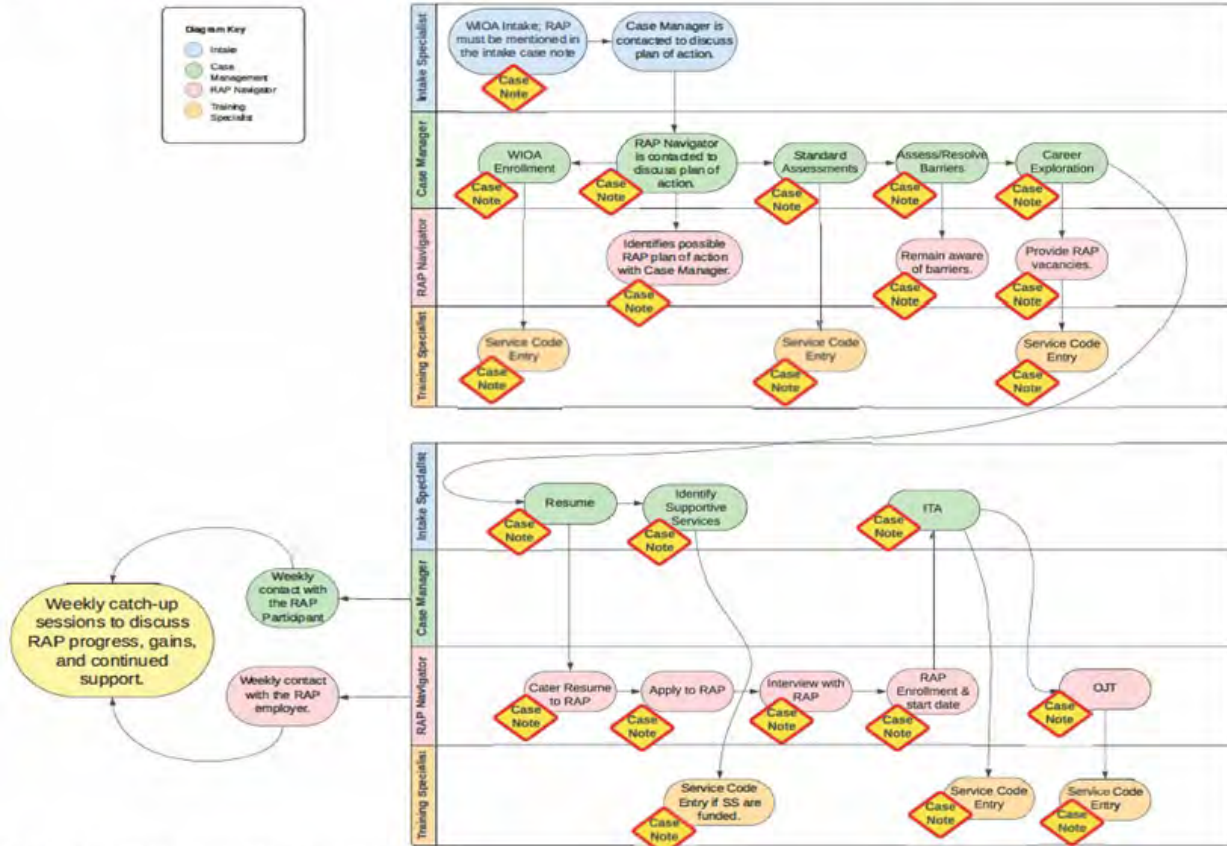 Diagram Key
Intake
Case
Management
RAP Navigator
Training
Specialist
Intake Specialist
WIOA Intake; RAP
must be mentioned in
the intake case note
Case
Note
Case Manager is
contacted to discuss
plan of action.
Case Manager
WIOA
Enrollment
Case
Note
RAP Navigator
is contacted to
discuss plan of
action.
Case
Note
Standard
Assessments
Case
Note
Assess/Resolve
Barriers
Case
Note
Career
Exploration
Case
Note
RAP Navigator
Identifies possible
RAP plan of action
with Case Manager.
Case
Note
Remain aware
of barriers.
Case
Note
Provide RAP
vacancies.
Case
Note
Training Specialist
Service Code
Entry
Case
Note
Service Code
Entry
Case
Note
Service Code
Entry
Case
Note
Intake Specialist
Resume
Case
Note
Identify
Supportive
Services
Case
Note
ITA
Case
Note
Case Manager
Weekly
contact with
the RAP
Participant
Weekly catch-up
sessions to discuss
RAP progress, gains,
and continued
support.
Weekly contact
with the RAP
employer.
RAP Navigator
Cater Resume
to RAP
Case
Note
Apply to RAP
Case
Note
Interview with
RAP
Case
Note
RAP
Enrollment &
start date
Case
Note
OJT
Case
Note
Training Specialist
Service Code
Entry if SS are
funded.
Case
Note
Service Code
Entry
Case
Note
Service Code
Entry
Case
Note